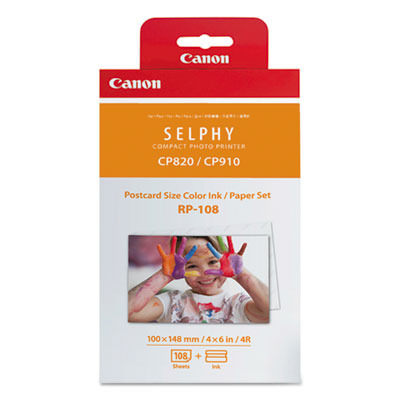 Canon
Canon
SELPHY
COMPACT PHOTO PRINTER
CP820 / CP910
Postcard Size Color Ink / Paper Set
RP-108
100×148 mm / 4×6 in / 4R
108 + 
Sheets Ink